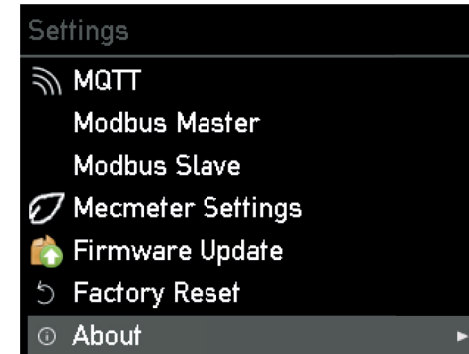 Settings
MQTT
Modbus Master
Modbus Slave
Mecmeter Settings
Firmware Update
Factory Reset
About